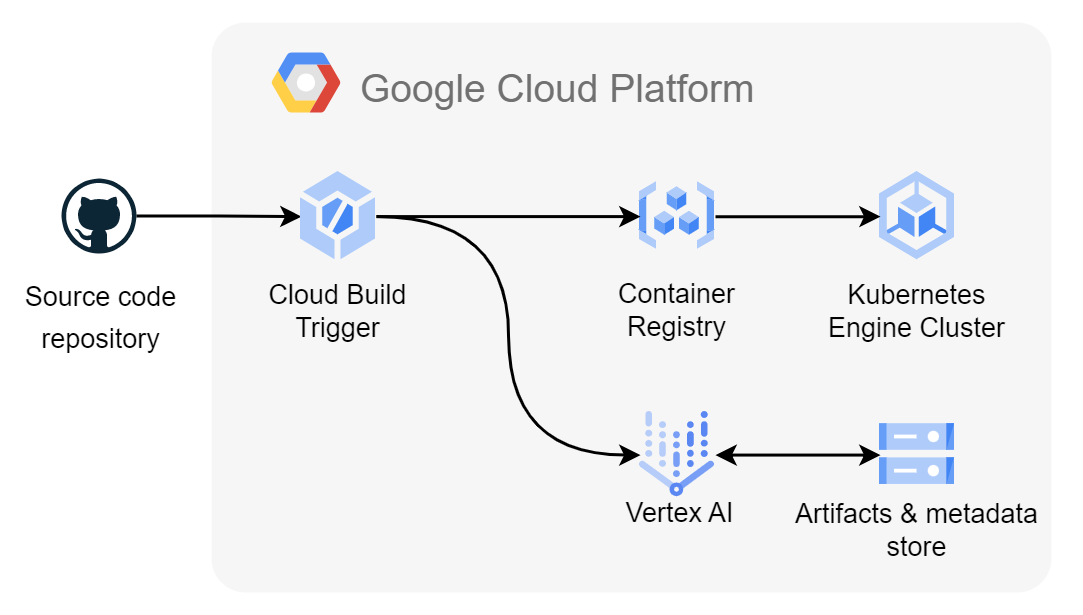 Google Cloud Platform
Source code
repository
Cloud Build
Trigger
Container
Registry
Kubernetes
Engine Cluster
Vertex AI
Artifacts & metadata
store